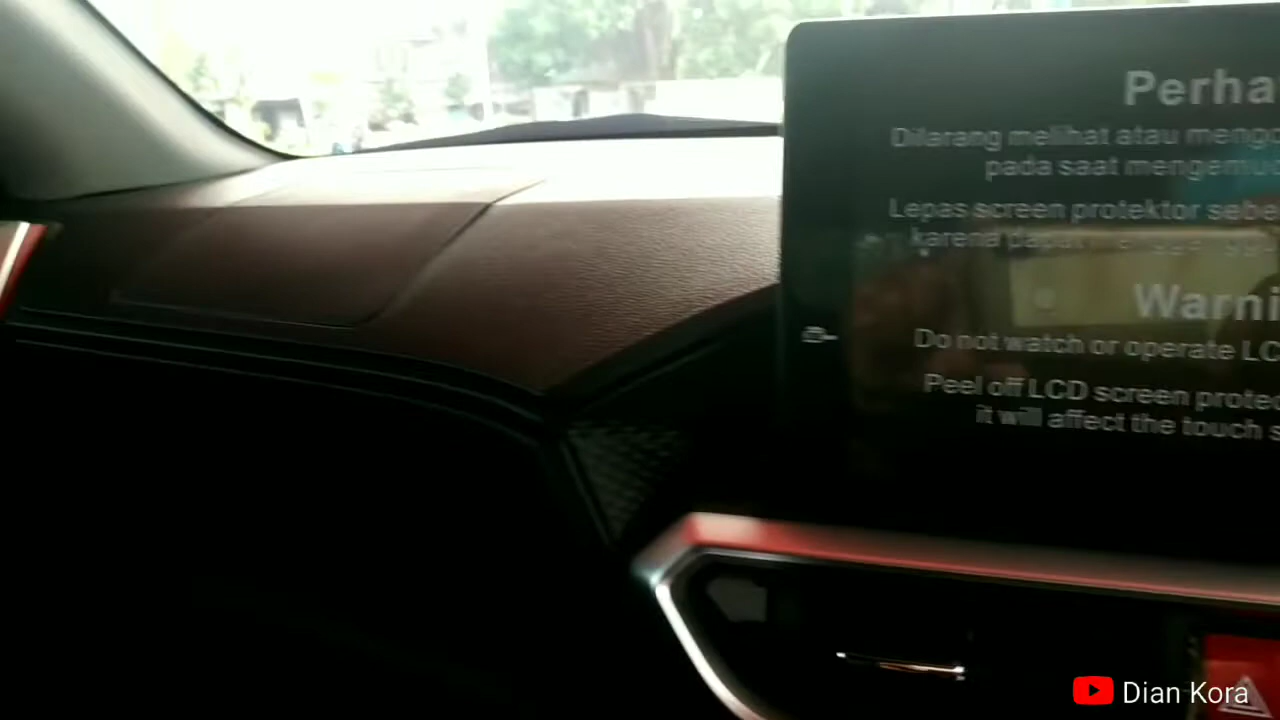 Perha
Dilarang melihat atau mengo
pada saat mengemud
Lepas screen protektor sebe
karena dapat
Warni
Do not watch or operate LC
Peel off LCD screen protec
it will affect the touch s
Dian Kora